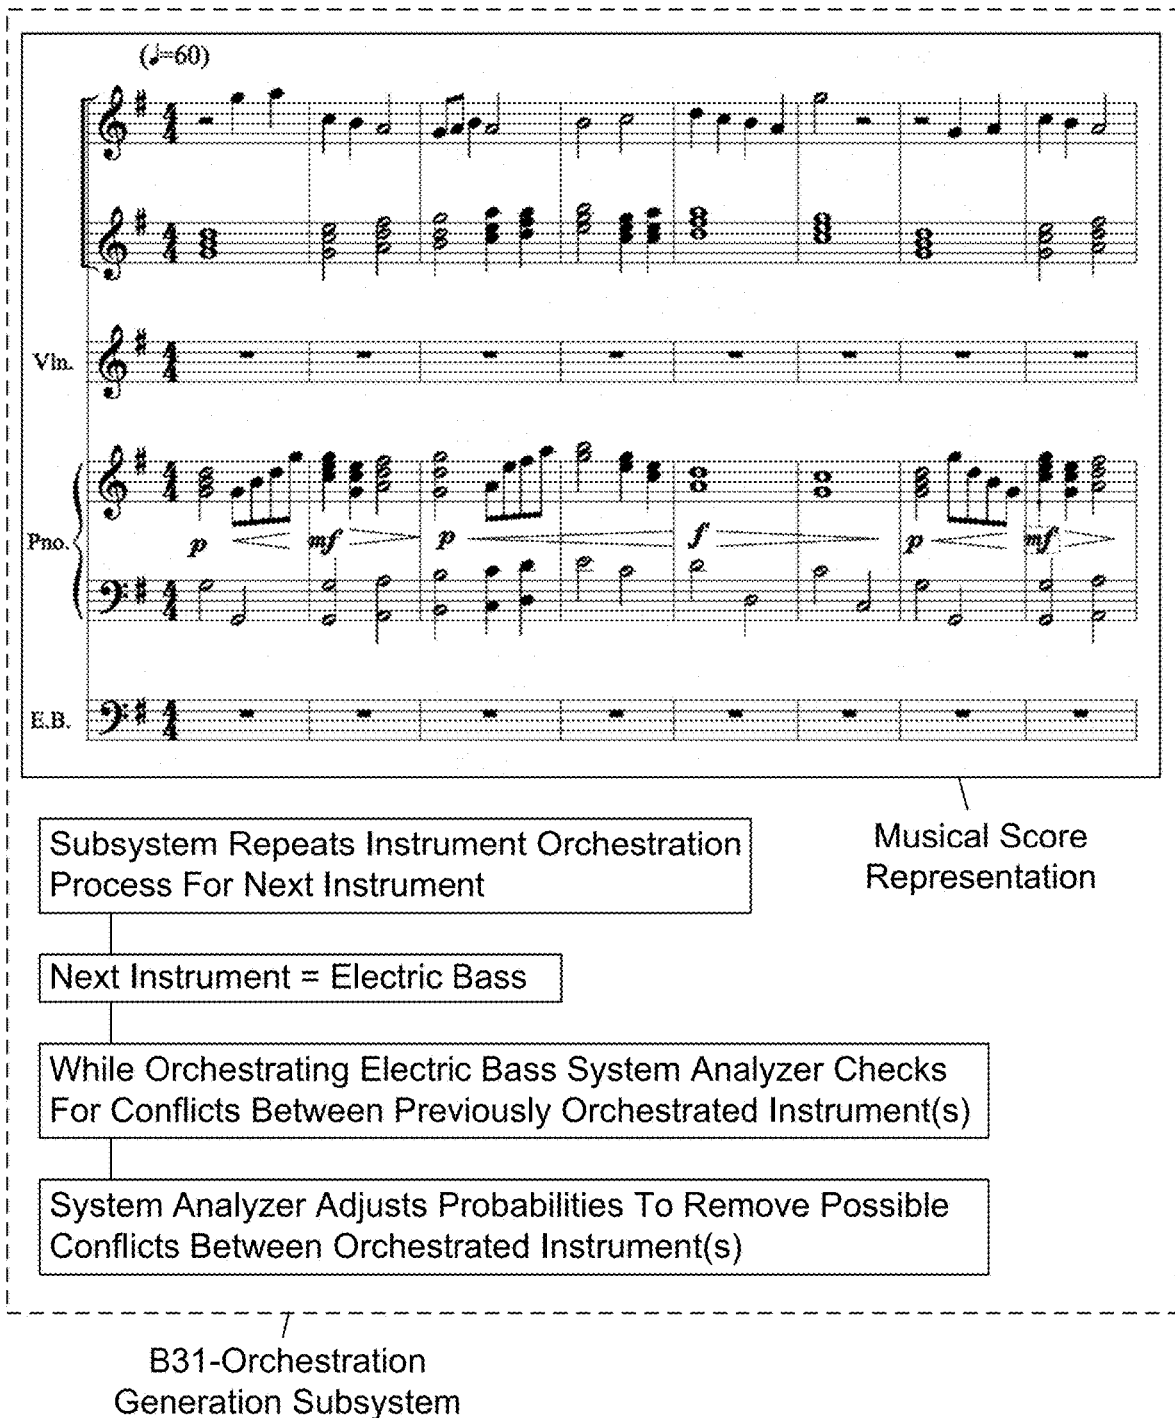 (♩=60)
Vln.
Pno.
p mf p f p mf
E.B.
Musical Score
Representation
Subsystem Repeats Instrument Orchestration
Process For Next Instrument
Next Instrument = Electric Bass
While Orchestrating Electric Bass System Analyzer Checks
For Conflicts Between Previously Orchestrated Instrument(s)
System Analyzer Adjusts Probabilities To Remove Possible
Conflicts Between Orchestrated Instrument(s)
B31-Orchestration
Generation Subsystem